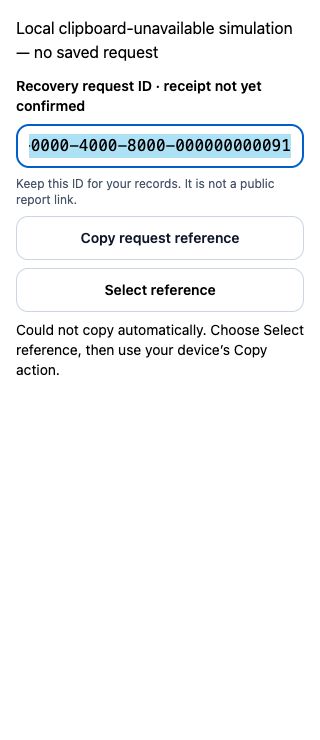 Local clipboard-unavailable simulation
— no saved request
Recovery request ID · receipt not yet
confirmed
0000-4000-8000-000000000091
Keep this ID for your records. It is not a public
report link.
Copy request reference
Select reference
Could not copy automatically. Choose Select
reference, then use your device’s Copy
action.